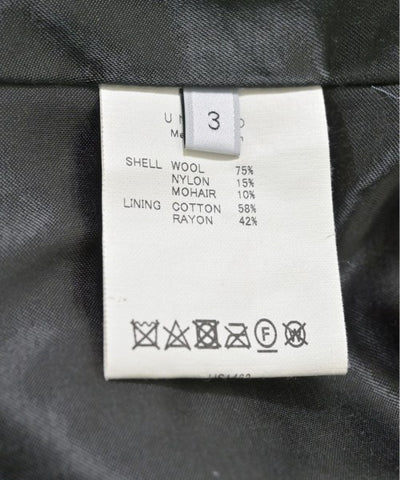 3
SHELL WOOL 75%
NYLON 15%
MOHAIR 10%
LINING COTTON 58%
RAYON 42%
F
W